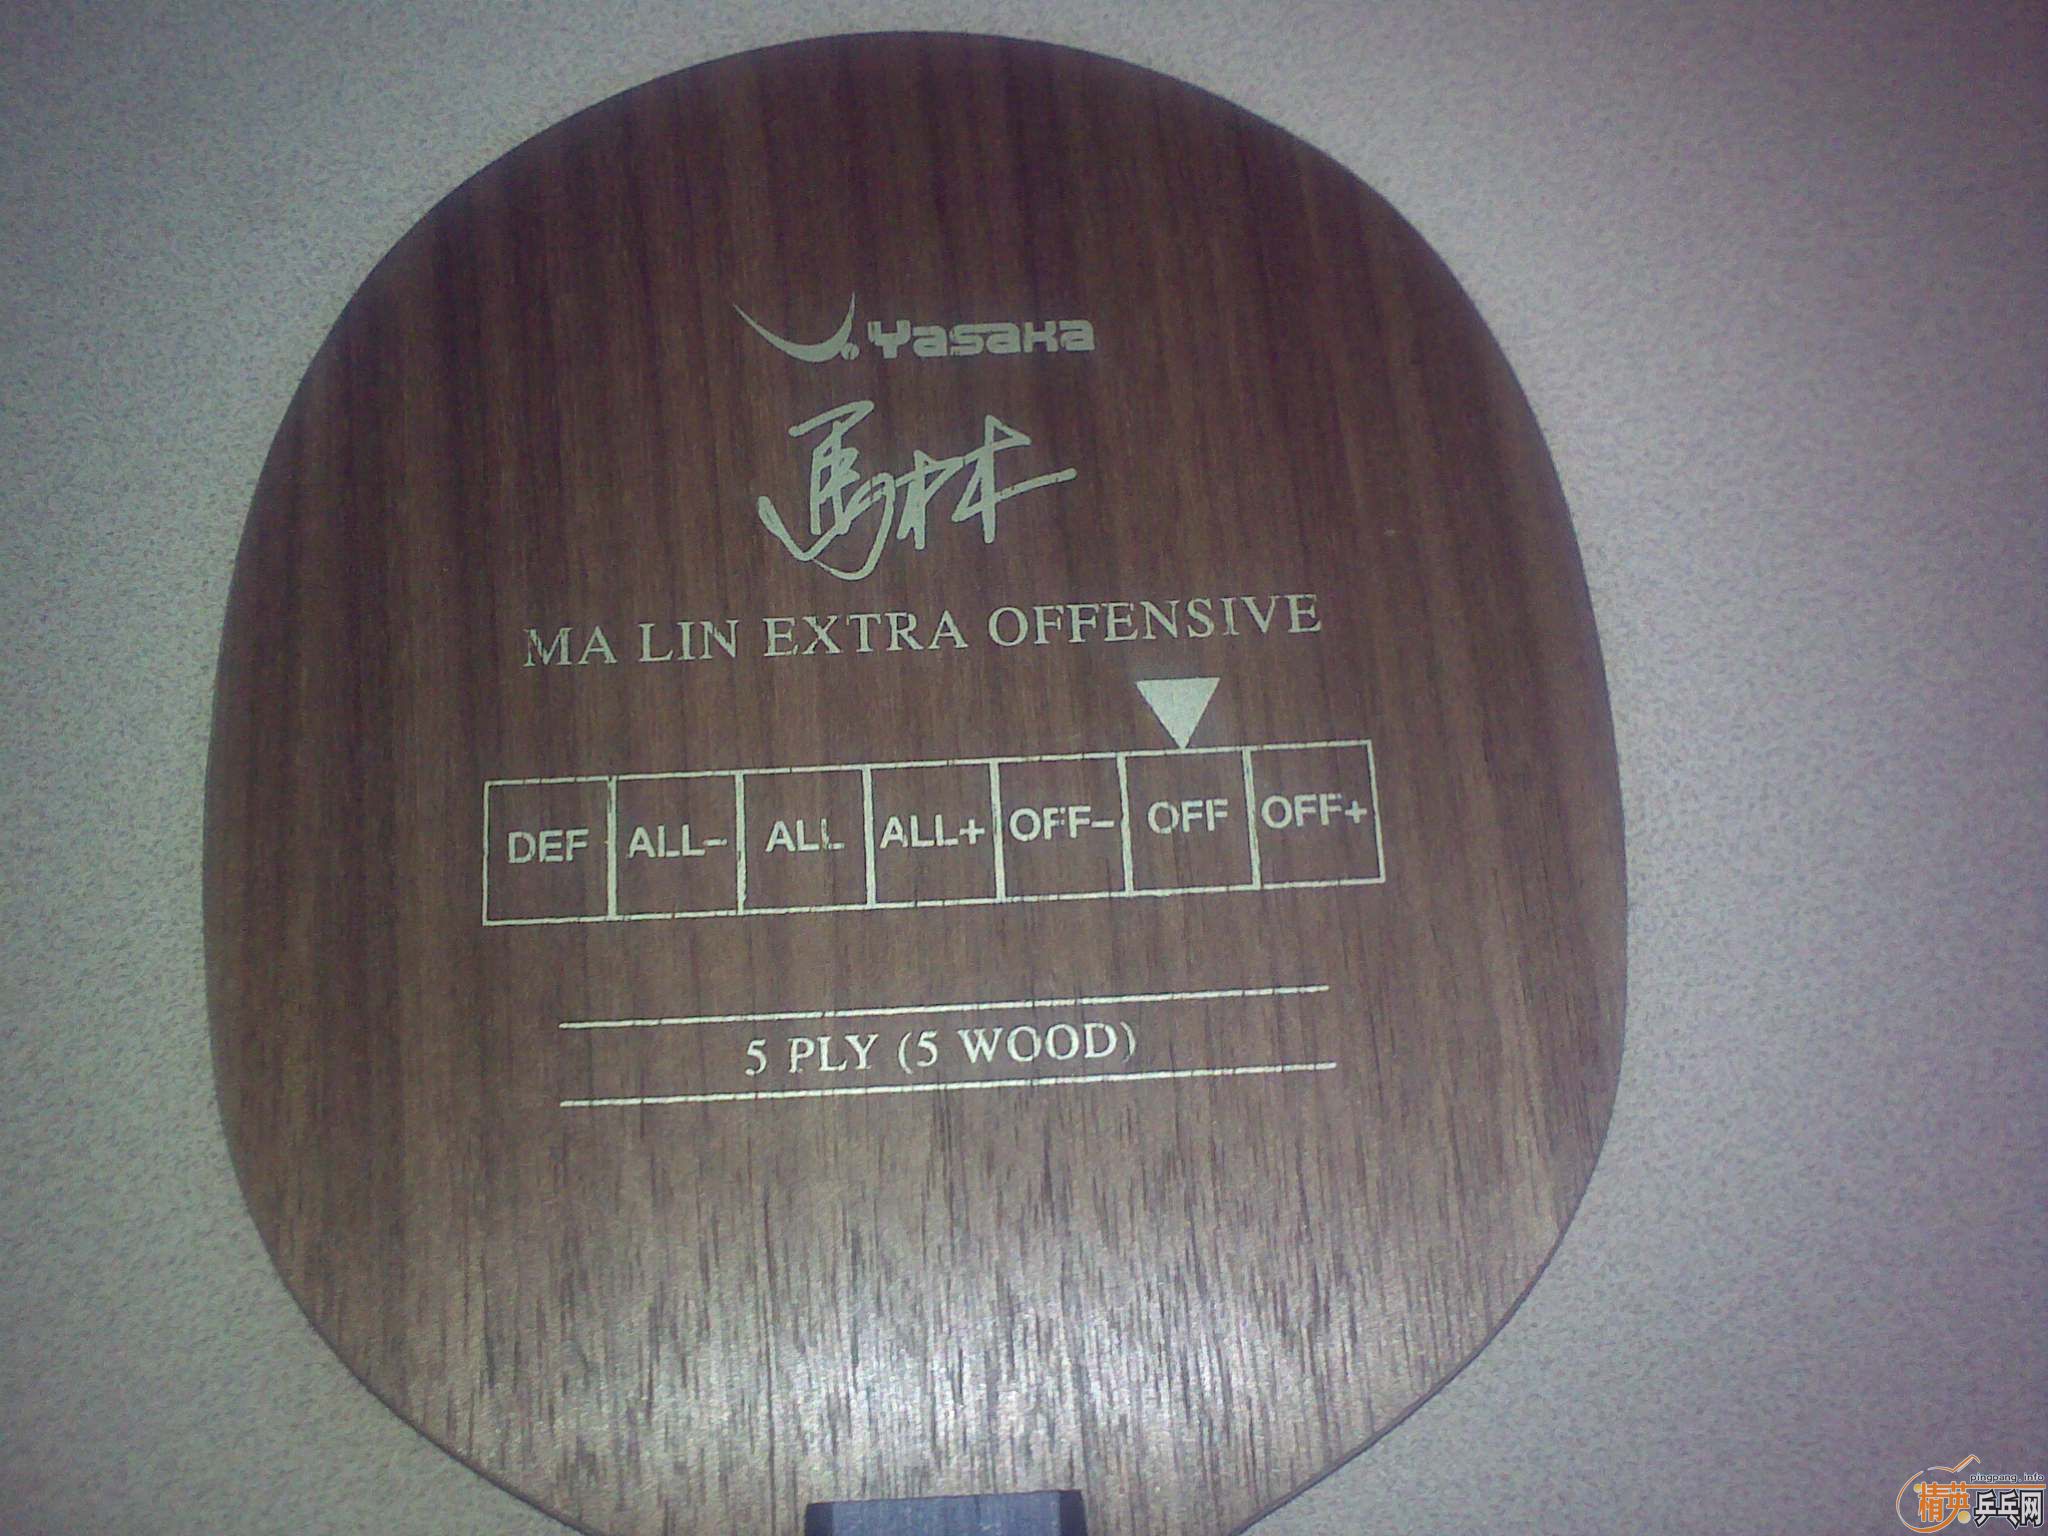 Yasaka
馬林
MA LIN EXTRA OFFENSIVE
DEF ALL- ALL ALL+ OFF- OFF OFF+
5 PLY (5 WOOD)
pingpang.info
精英乒乓网